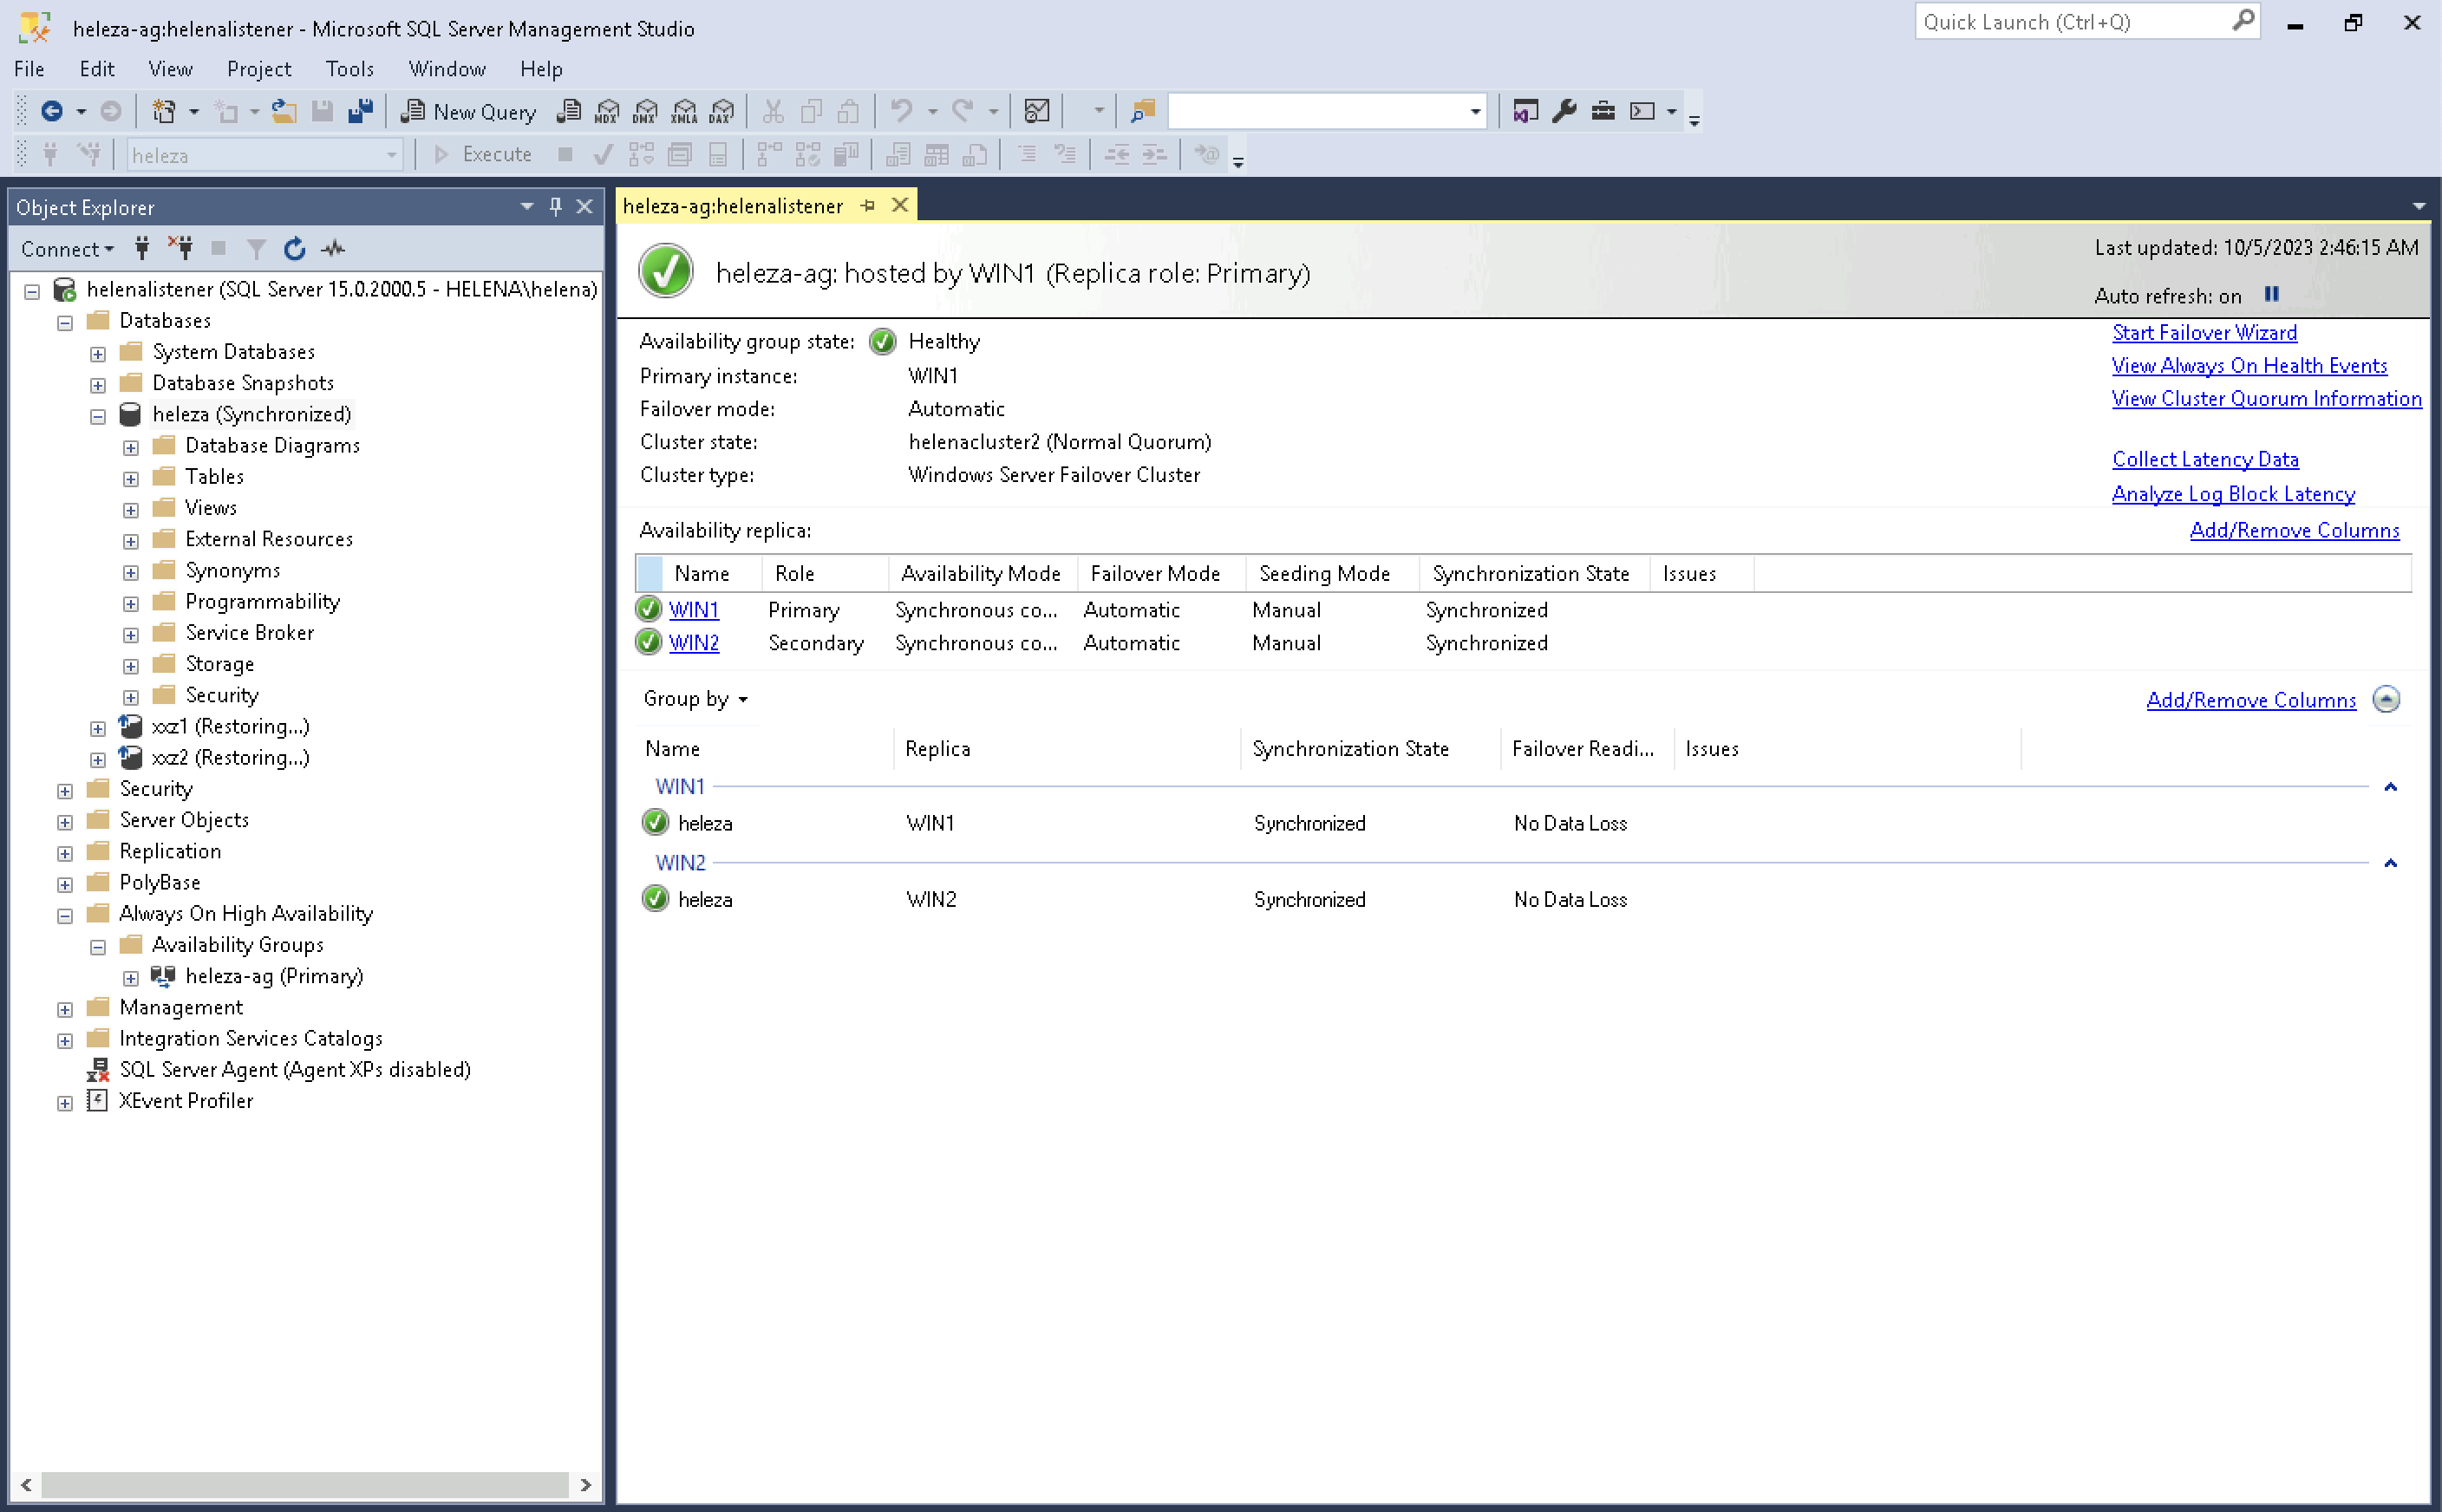 heleza-ag:helenalistener - Microsoft SQL Server Management Studio
Quick Launch (Ctrl+Q)
File Edit View Project Tools Window Help
New Query MDX DMX XMLA DAX
heleza Execute
Object Explorer
Connect
helenalistener (SQL Server 15.0.2000.5 - HELENA\helena)
Databases
System Databases
Database Snapshots
heleza (Synchronized)
Database Diagrams
Tables
Views
External Resources
Synonyms
Programmability
Service Broker
Storage
Security
xxz1 (Restoring...)
xxz2 (Restoring...)
Security
Server Objects
Replication
PolyBase
Always On High Availability
Availability Groups
heleza-ag (Primary)
Management
Integration Services Catalogs
SQL Server Agent (Agent XPs disabled)
XEvent Profiler
heleza-ag:helenalistener
heleza-ag: hosted by WIN1 (Replica role: Primary)
Last updated: 10/5/2023 2:46:15 AM
Auto refresh: on
Availability group state: Healthy
Primary instance: WIN1
Failover mode: Automatic
Cluster state: helenacluster2 (Normal Quorum)
Cluster type: Windows Server Failover Cluster
Start Failover Wizard
View Always On Health Events
View Cluster Quorum Information
Collect Latency Data
Analyze Log Block Latency
Availability replica:
Add/Remove Columns
Name Role Availability Mode Failover Mode Seeding Mode Synchronization State Issues
WIN1 Primary Synchronous co... Automatic Manual Synchronized
WIN2 Secondary Synchronous co... Automatic Manual Synchronized
Group by
Add/Remove Columns
Name Replica Synchronization State Failover Readi... Issues
WIN1
heleza WIN1 Synchronized No Data Loss
WIN2
heleza WIN2 Synchronized No Data Loss